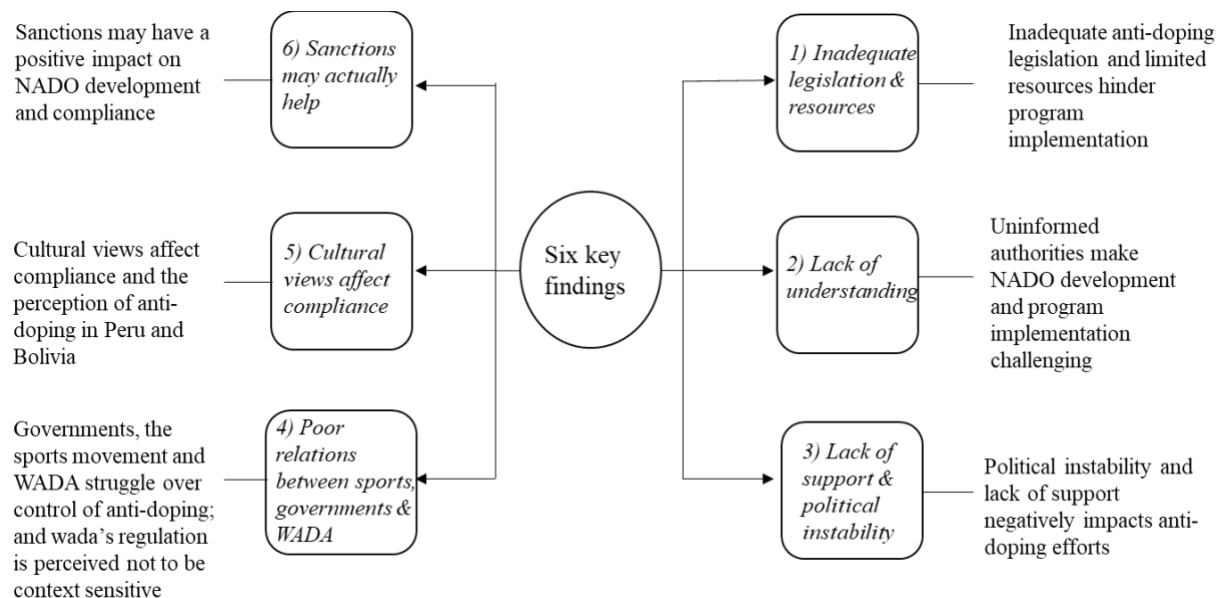 Six key
findings
1) Inadequate
legislation &
resources
Inadequate anti-doping
legislation and limited
resources hinder
program
implementation
2) Lack of
understanding
Uninformed
authorities make
NADO development
and program
implementation
challenging
3) Lack of
support &
political
instability
Political instability and
lack of support
negatively impacts anti-
doping efforts
4) Poor
relations
between sports,
governments &
WADA
Governments, the
sports movement and
WADA struggle over
control of anti-doping;
and wada's regulation
is perceived not to be
context sensitive
5) Cultural
views affect
compliance
Cultural views affect
compliance and the
perception of anti-
doping in Peru and
Bolivia
6) Sanctions
may actually
help
Sanctions may have a
positive impact on
NADO development
and compliance